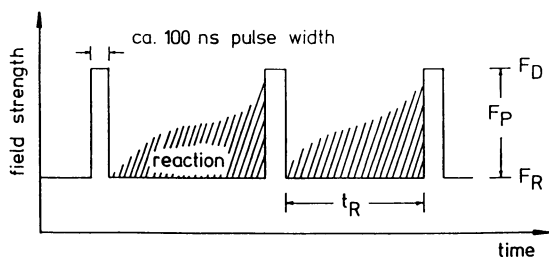 ca. 100 ns pulse width
field strength
reaction
F_D
F_P
F_R
t_R
time